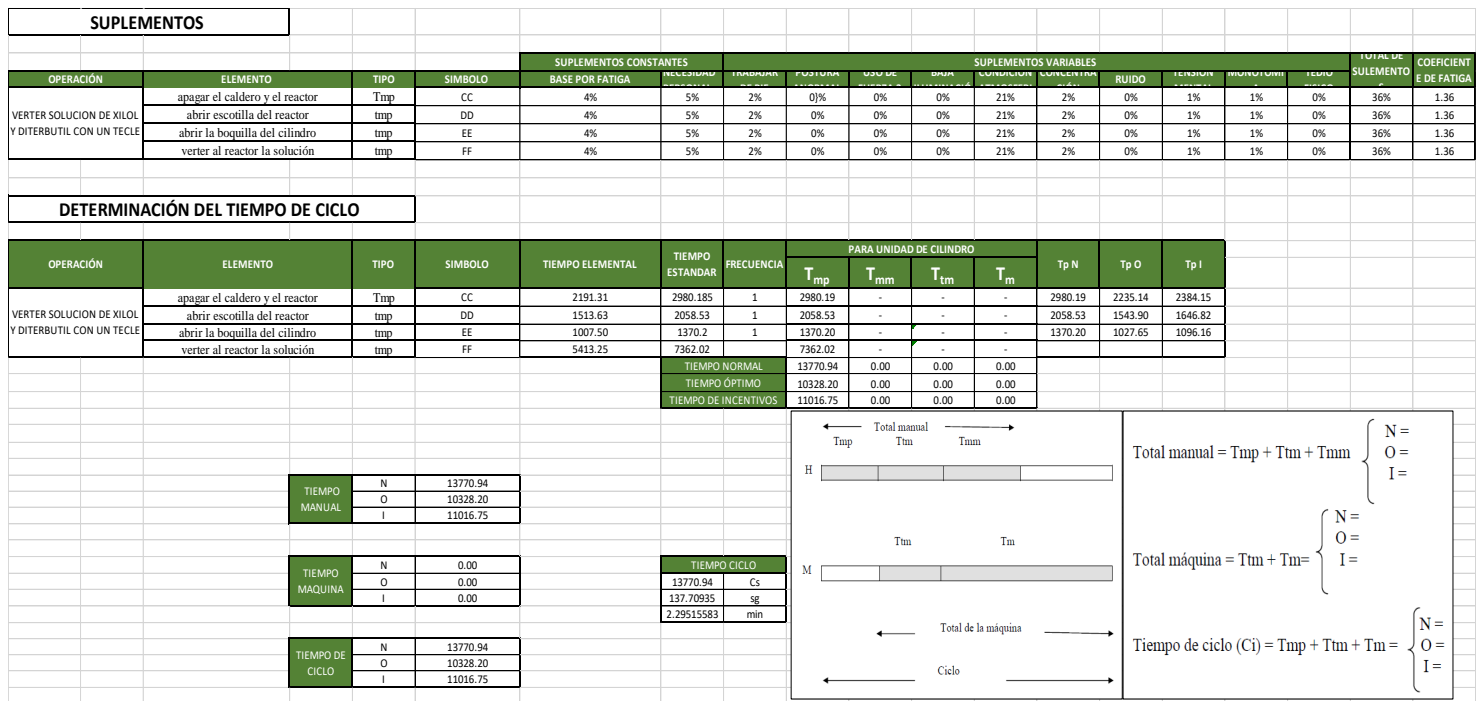 SUPLEMENTOS
SUPLEMENTOS CONSTANTES SUPLEMENTOS VARIABLES TOTAL DE SULEMENTO COEFICIENT E DE FATIGA
OPERACIÓN ELEMENTO TIPO SIMBOLO BASE POR FATIGA NECESIDAD TRABAJAR POSTURA USO DE BAJA CONDICION CONCENTRA CIÓN RUIDO TENSION MENTAL MONOTOMI TEDIO
VERTER SOLUCION DE XILOL Y DITERBUTIL CON UN TECLE
apagar el caldero y el reactor Tmp CC 4% 5% 2% 0}% 0% 0% 21% 2% 0% 1% 1% 0% 36% 1.36
abrir escotilla del reactor tmp DD 4% 5% 2% 0% 0% 0% 21% 2% 0% 1% 1% 0% 36% 1.36
abrir la boquilla del cilindro tmp EE 4% 5% 2% 0% 0% 0% 21% 2% 0% 1% 1% 0% 36% 1.36
verter al reactor la solución tmp FF 4% 5% 2% 0% 0% 0% 21% 2% 0% 1% 1% 0% 36% 1.36
DETERMINACIÓN DEL TIEMPO DE CICLO
OPERACIÓN ELEMENTO TIPO SIMBOLO TIEMPO ELEMENTAL TIEMPO ESTANDAR FRECUENCIA PARA UNIDAD DE CILINDRO Tp N Tp O Tp I
Tmp Tmm Ttm Tm
VERTER SOLUCION DE XILOL Y DITERBUTIL CON UN TECLE
apagar el caldero y el reactor Tmp CC 2191.31 2980.185 1 2980.19 - - - 2980.19 2235.14 2384.15
abrir escotilla del reactor tmp DD 1513.63 2058.53 1 2058.53 - - - 2058.53 1543.90 1646.82
abrir la boquilla del cilindro tmp EE 1007.50 1370.2 1 1370.20 - - - 1370.20 1027.65 1096.16
verter al reactor la solución tmp FF 5413.25 7362.02 7362.02 - - -
TIEMPO NORMAL 13770.94 0.00 0.00 0.00
TIEMPO ÓPTIMO 10328.20 0.00 0.00 0.00
TIEMPO DE INCENTIVOS 11016.75 0.00 0.00 0.00
TIEMPO MANUAL
N 13770.94
O 10328.20
I 11016.75
TIEMPO MAQUINA
N 0.00
O 0.00
I 0.00
TIEMPO CICLO
13770.94 Cs
137.70935 sg
2.29515583 min
TIEMPO DE CICLO
N 13770.94
O 10328.20
I 11016.75
Total manual
Tmp Ttm Tmm
H
Ttm Tm
M
Total de la máquina
Ciclo
Total manual = Tmp + Ttm + Tmm
N =
O =
I =
Total máquina = Ttm + Tm=
N =
O =
I =
Tiempo de ciclo (Ci) = Tmp + Ttm + Tm =
N =
O =
I =